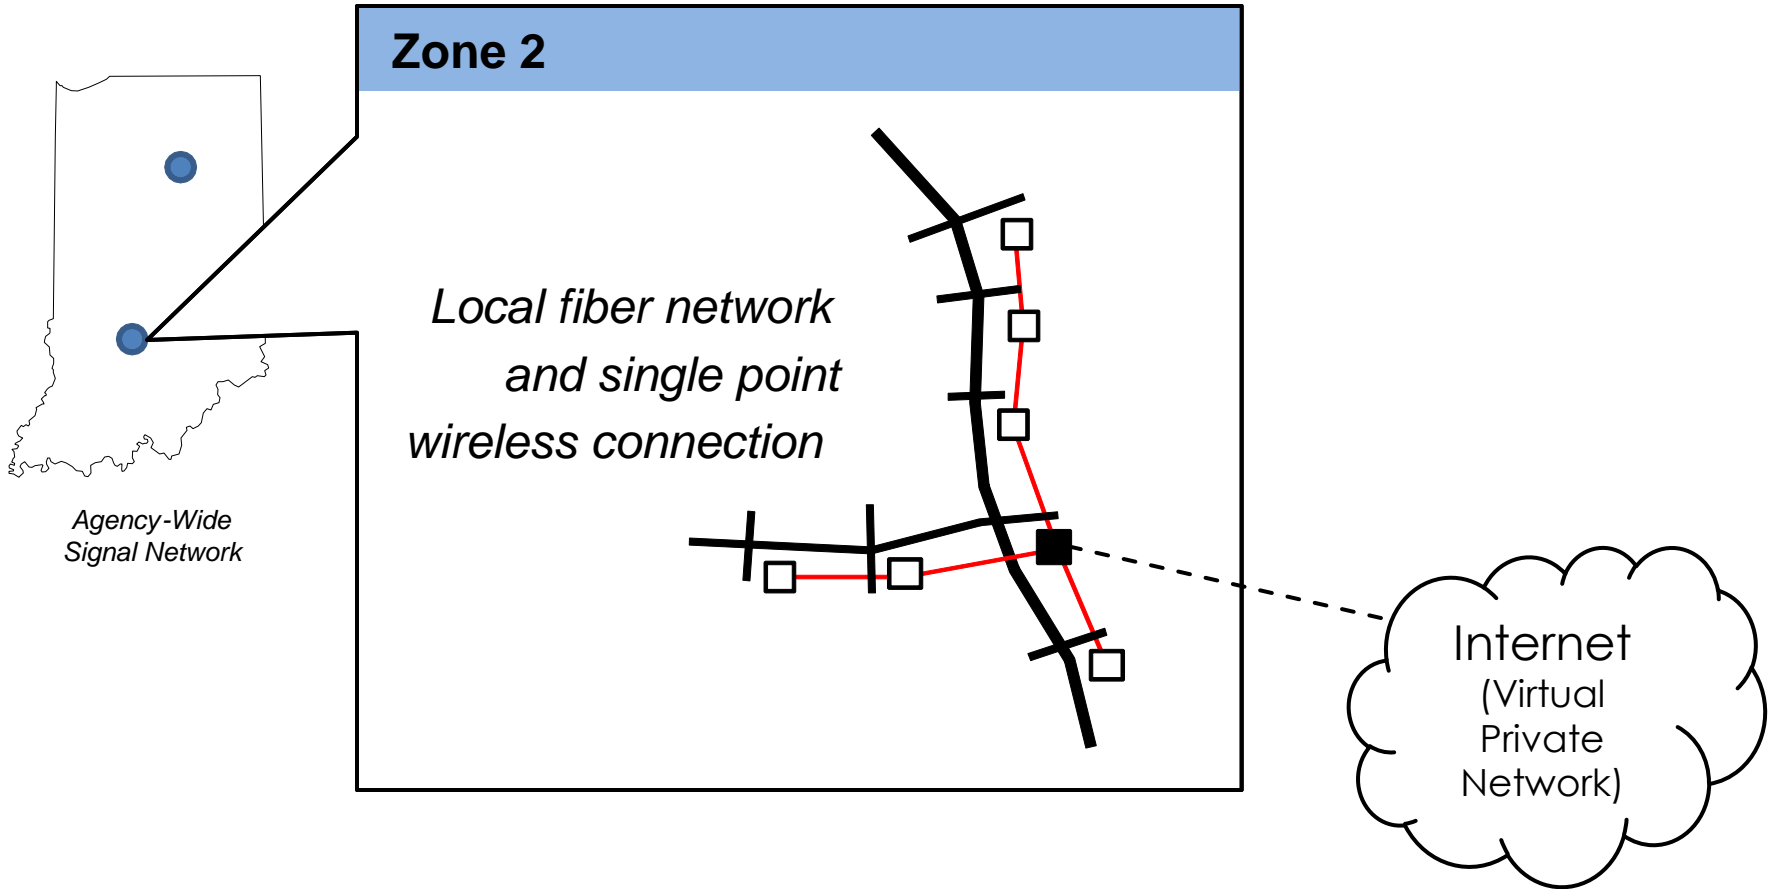 Zone 2
Local fiber network
and single point
wireless connection
Agency-Wide
Signal Network
Internet
(Virtual
Private
Network)